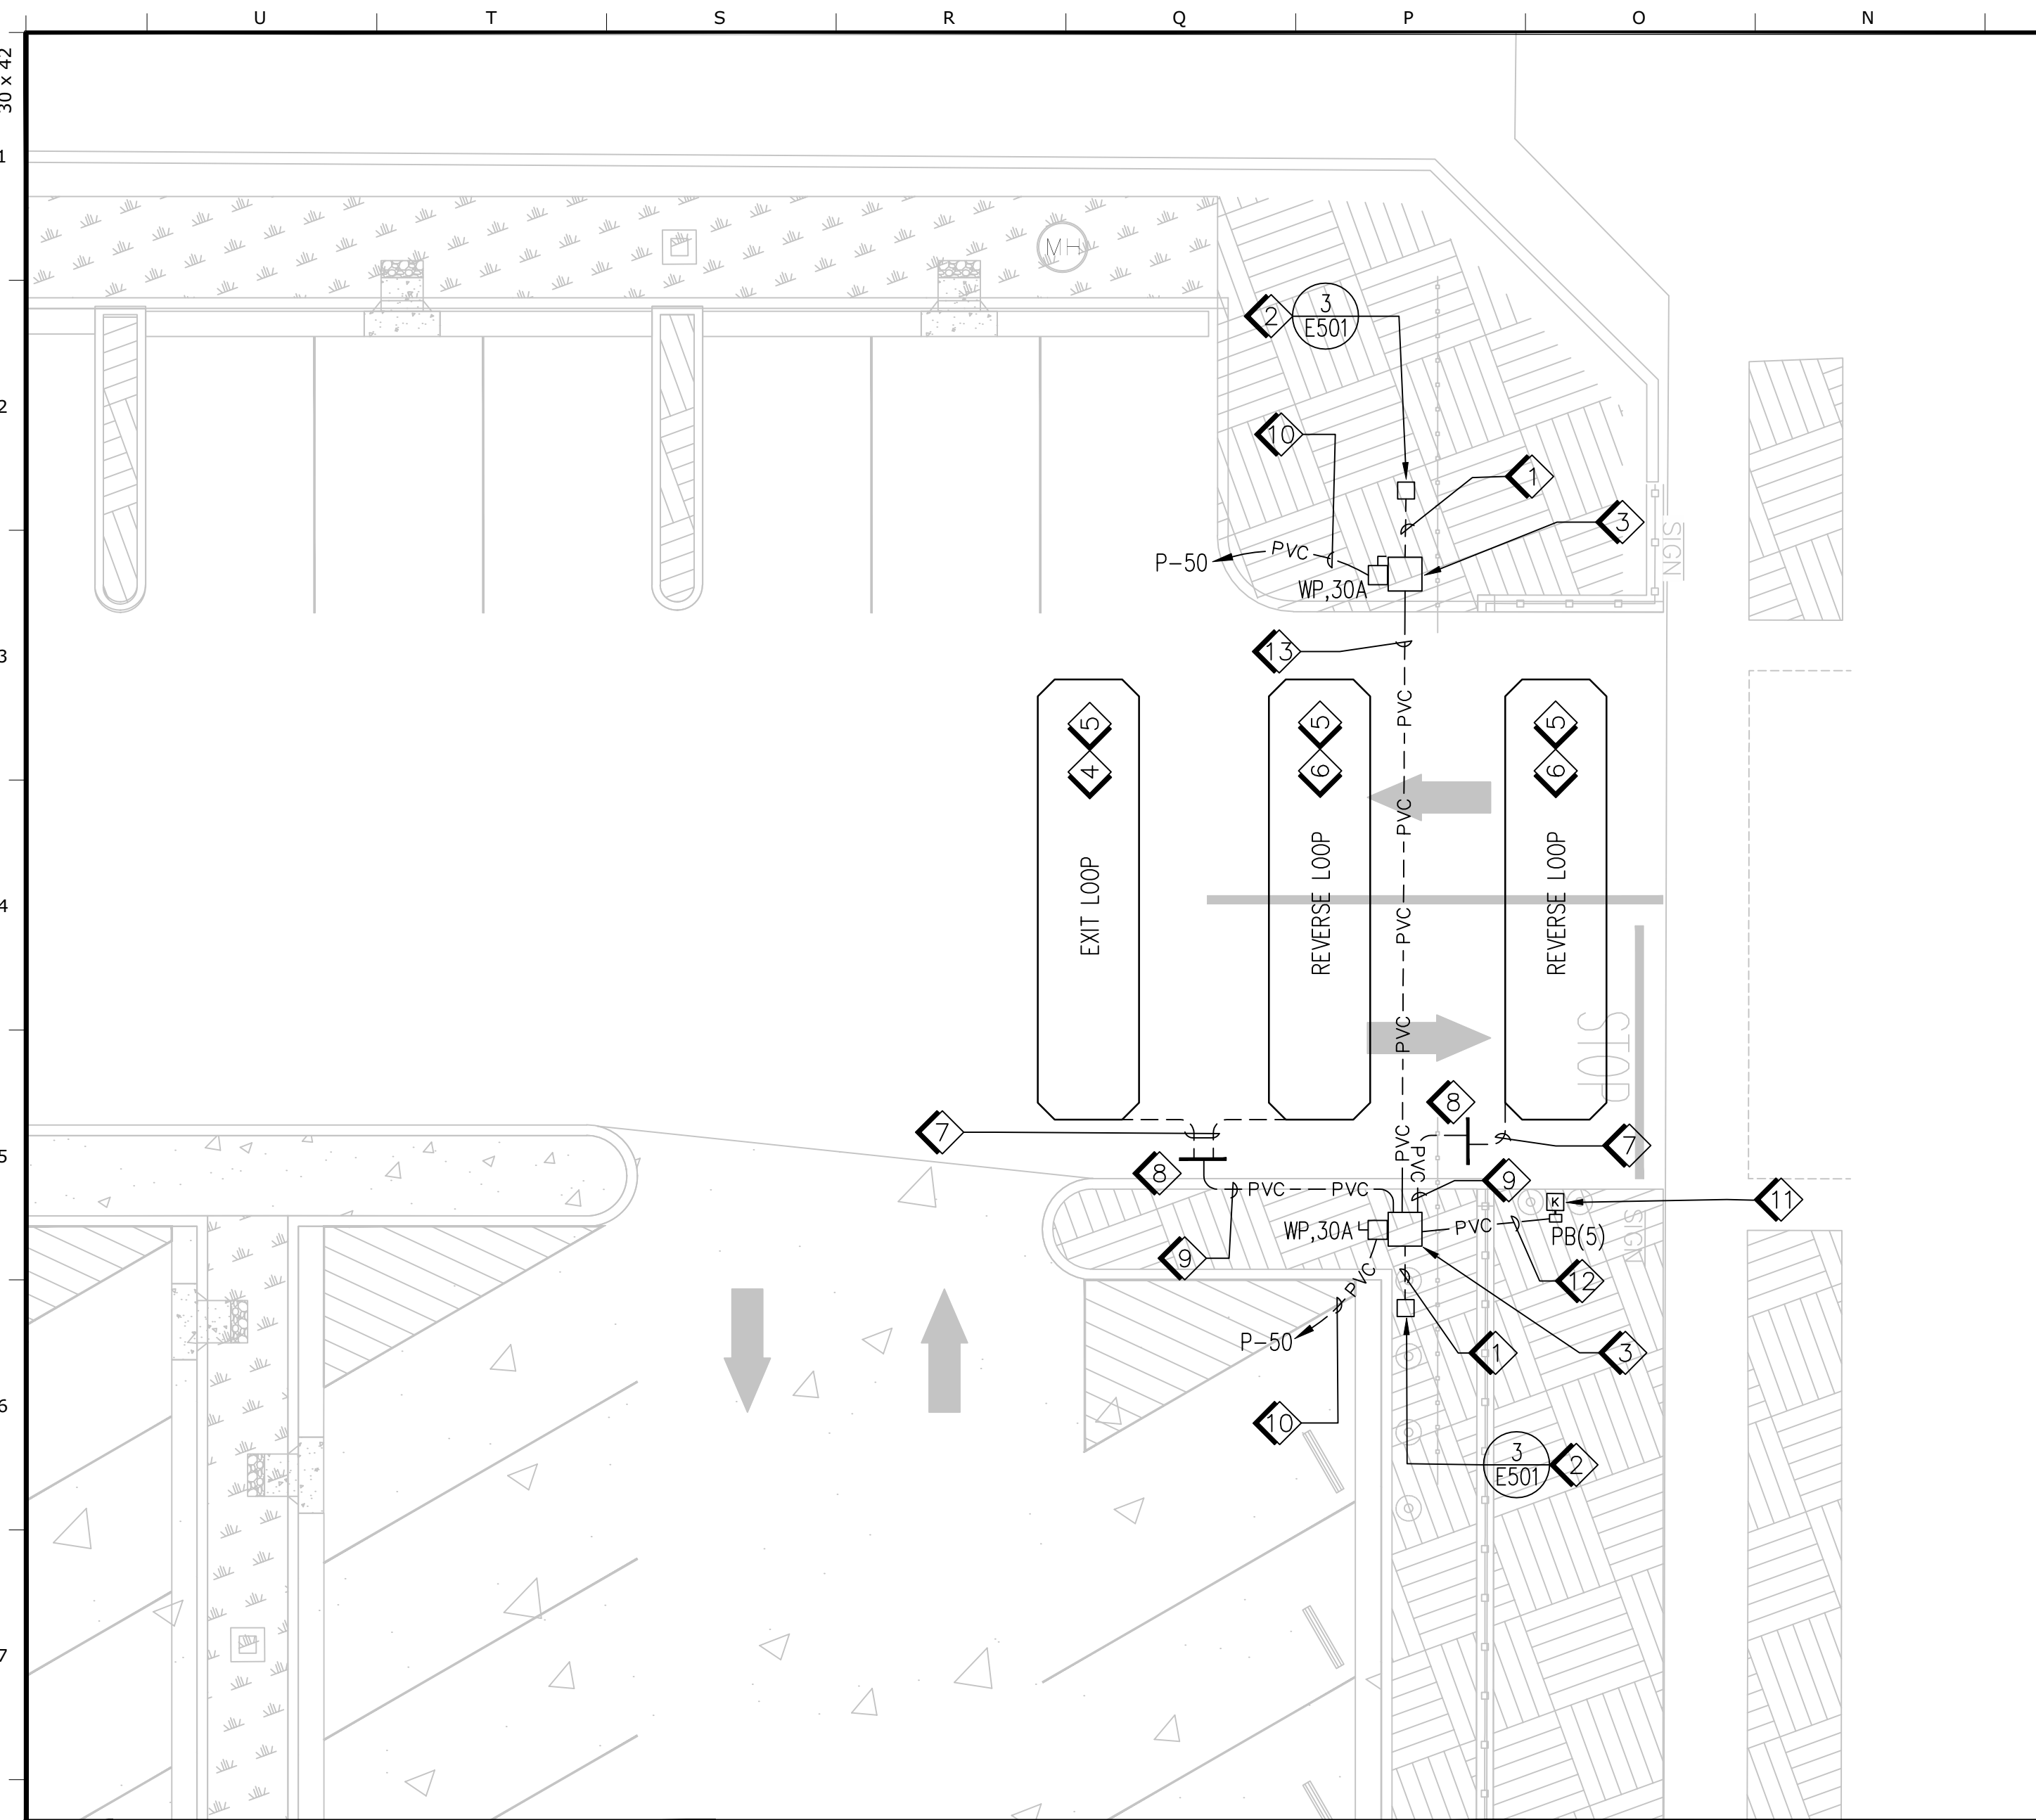 U T S R Q P O N
30 x 42
1
MH
2 3
E501
2
10
1
3
SIGN
PVC
P-50
WP,30A
3
13
PVC
5 5 5
4 6 6
PVC
EXIT LOOP
REVERSE LOOP
REVERSE LOOP
4
PVC
STOP
PVC
8
7
7
5
PVC
PVC
8
9
PVC PVC
K
11
SIGN
WP,30A
PVC
PB(5)
9
PVC
12
P-50
1
3
6
10
3
E501
2
7